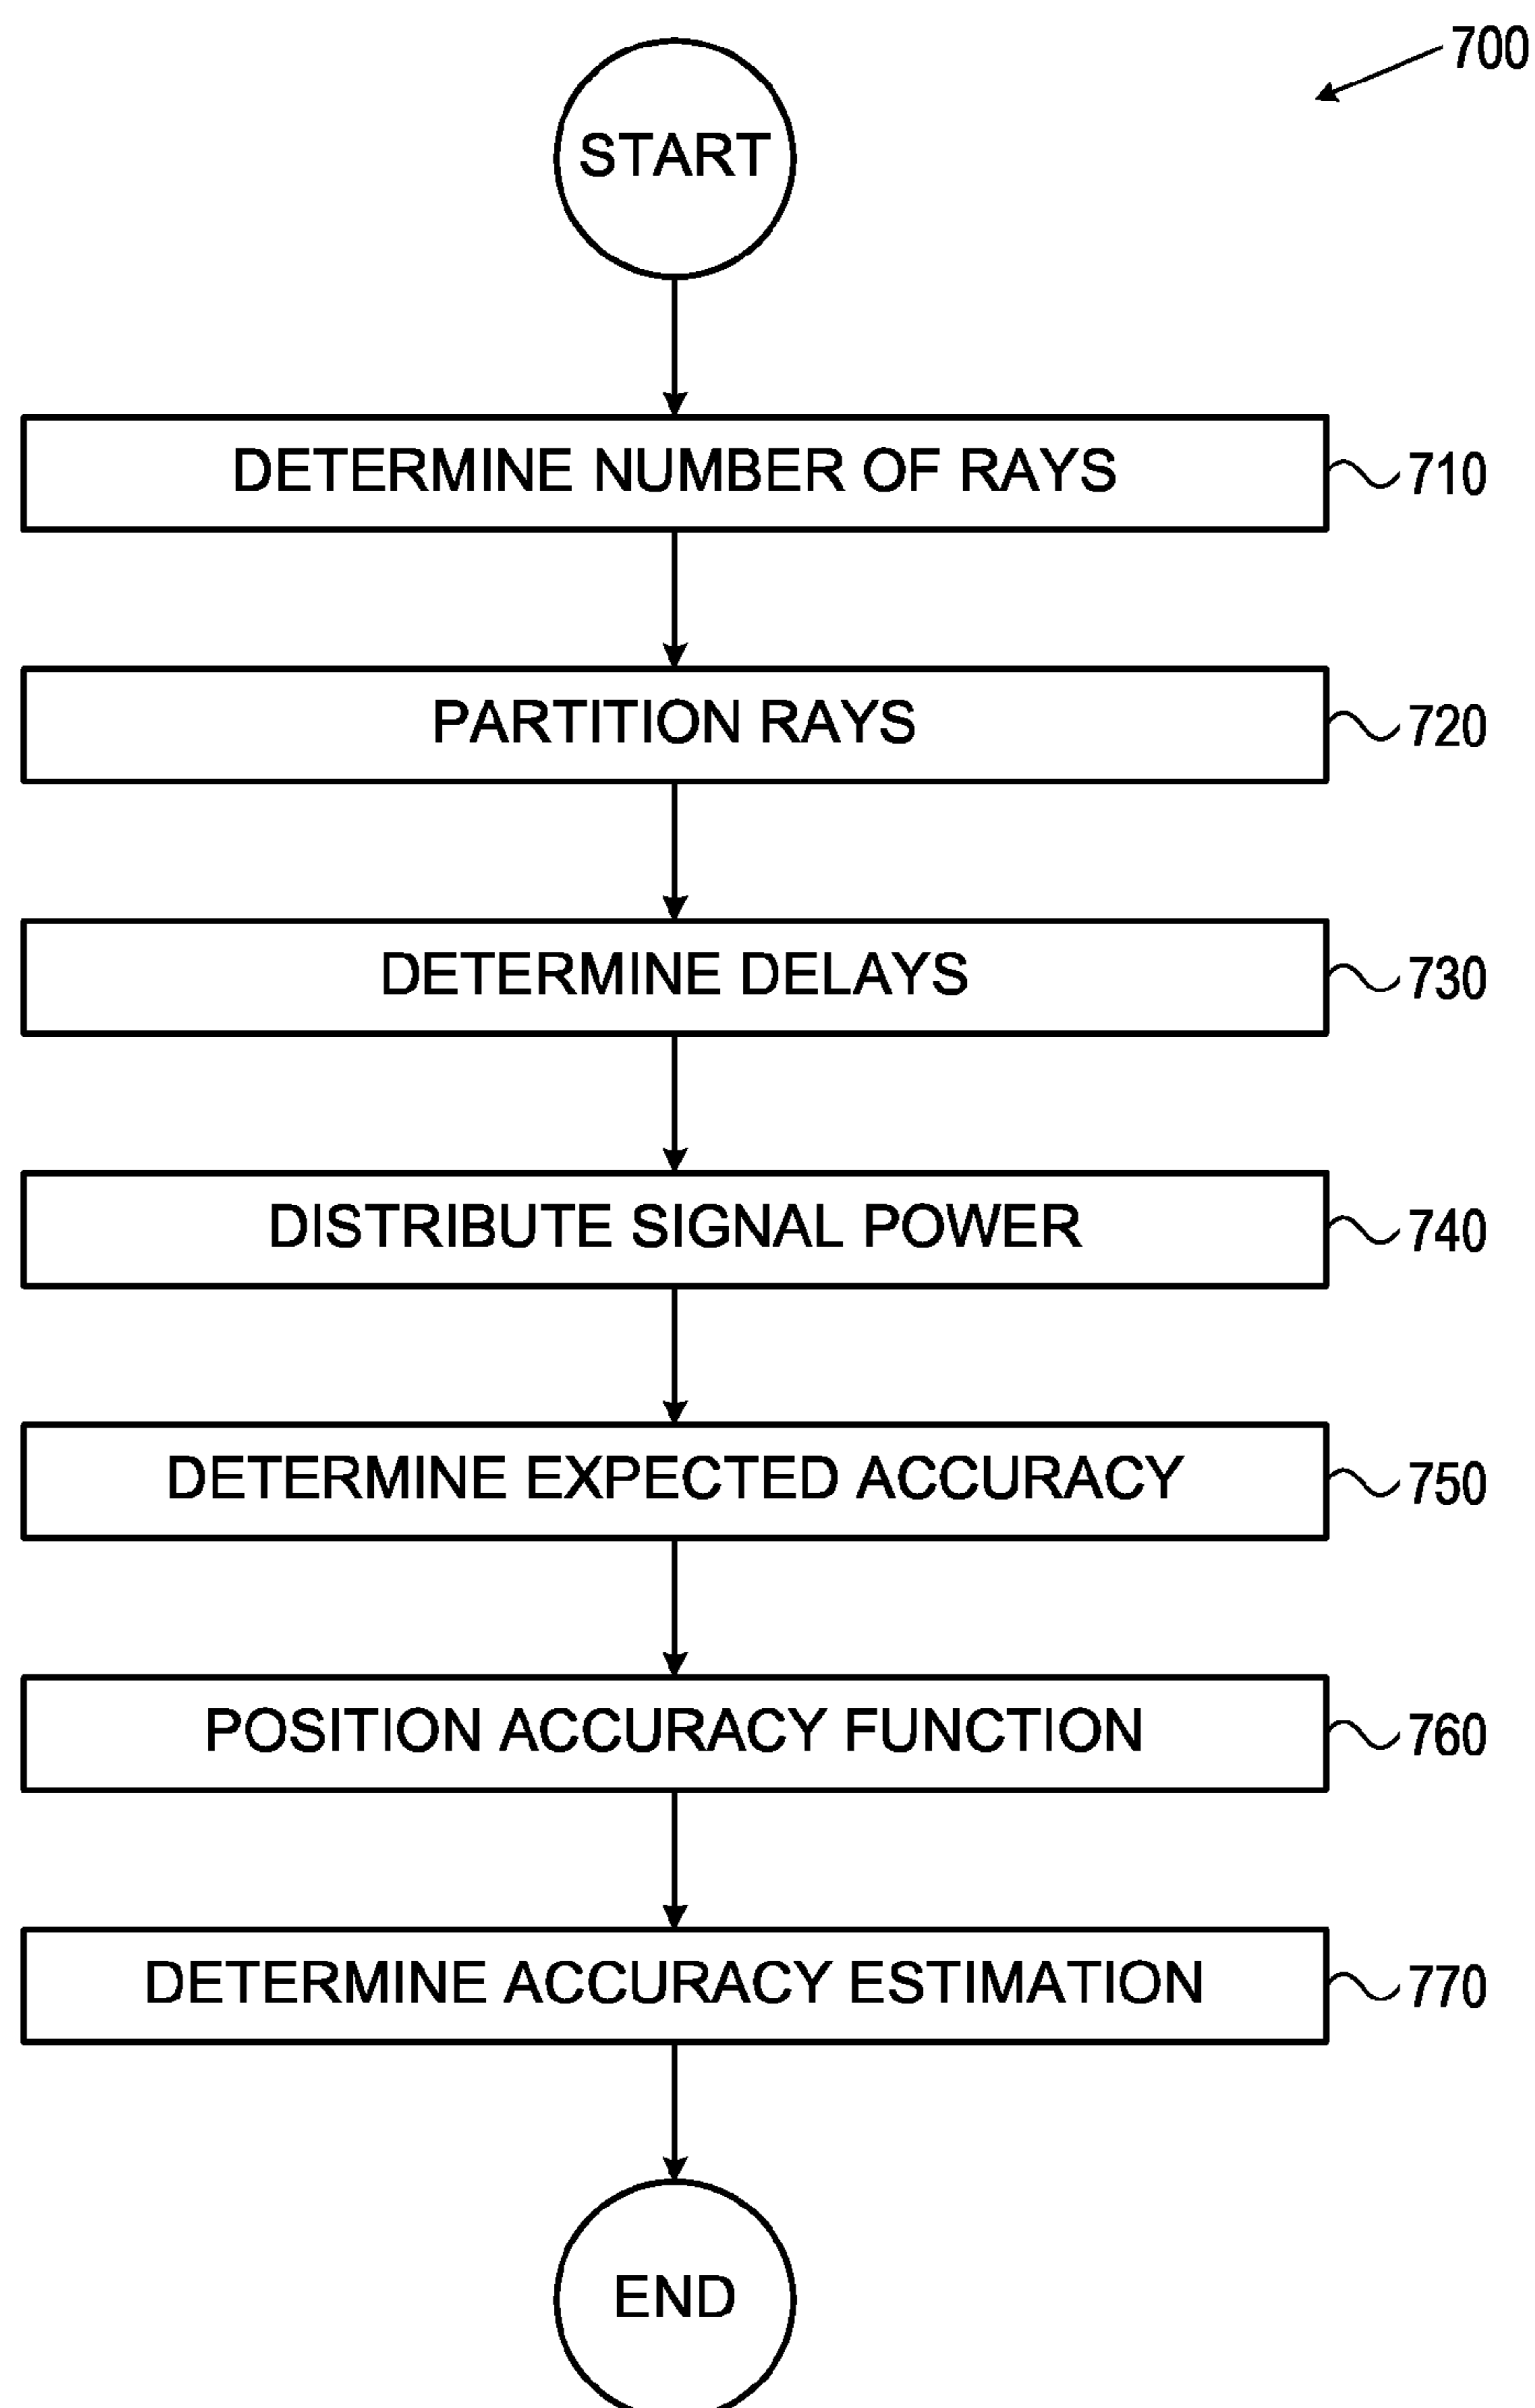 700
START
DETERMINE NUMBER OF RAYS 710
PARTITION RAYS 720
DETERMINE DELAYS 730
DISTRIBUTE SIGNAL POWER 740
DETERMINE EXPECTED ACCURACY 750
POSITION ACCURACY FUNCTION 760
DETERMINE ACCURACY ESTIMATION 770
END